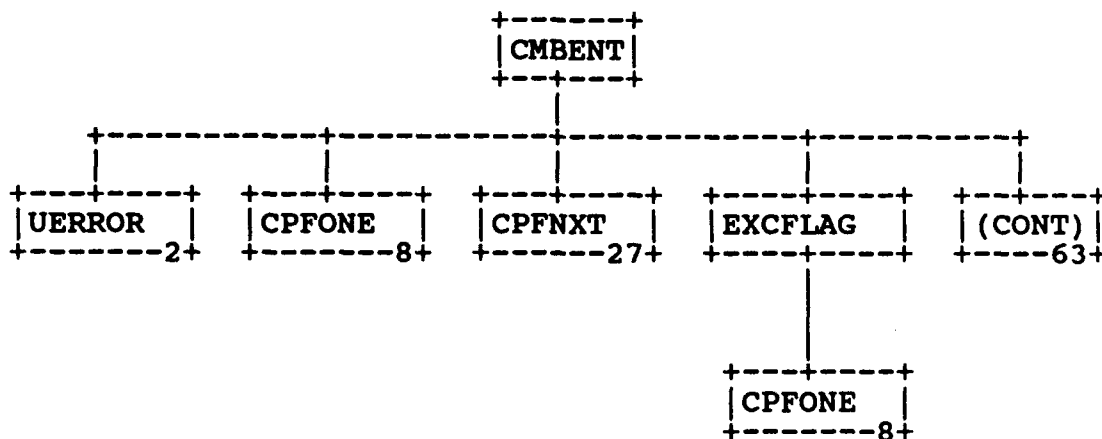 CMBENT
UERROR CPFONE CPFNXT EXCFLAG (CONT)
2 8 27 63
CPFONE
8